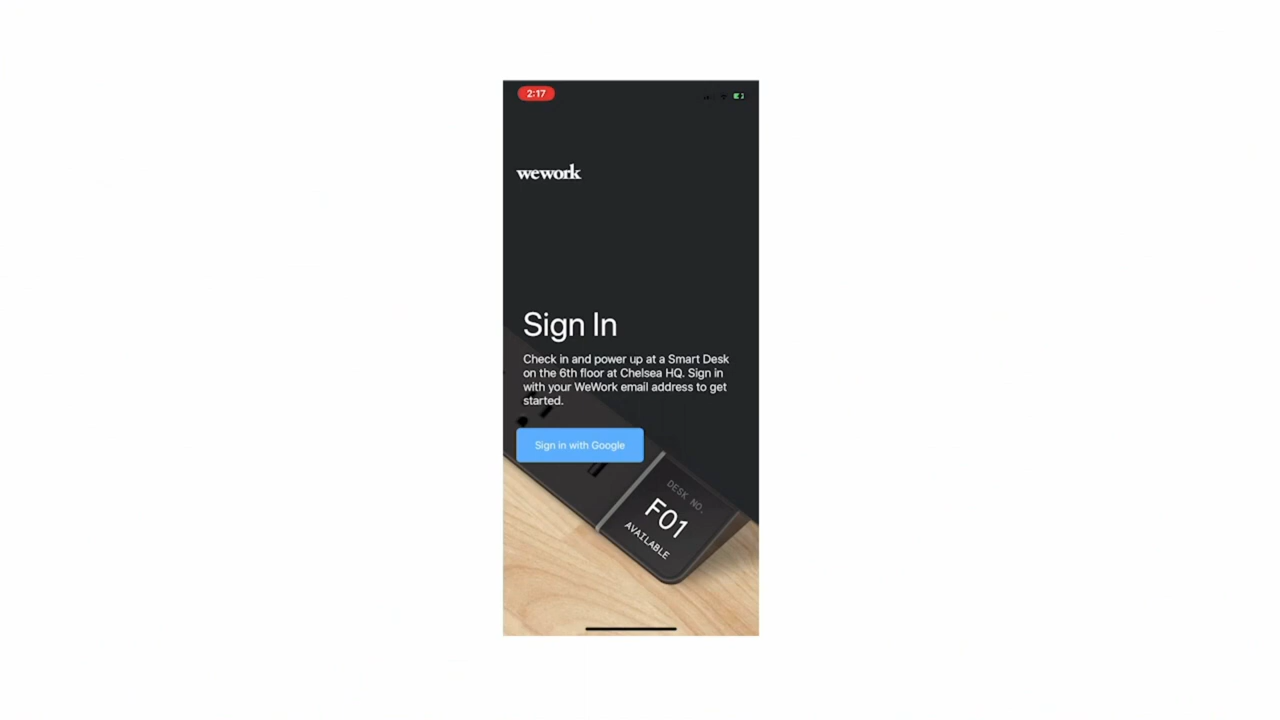 2:17
wework
Sign In
Check in and power up at a Smart Desk
on the 6th floor at Chelsea HQ. Sign in
with your WeWork email address to get
started.
Sign in with Google
DESK NO.
F01
AVAILABLE